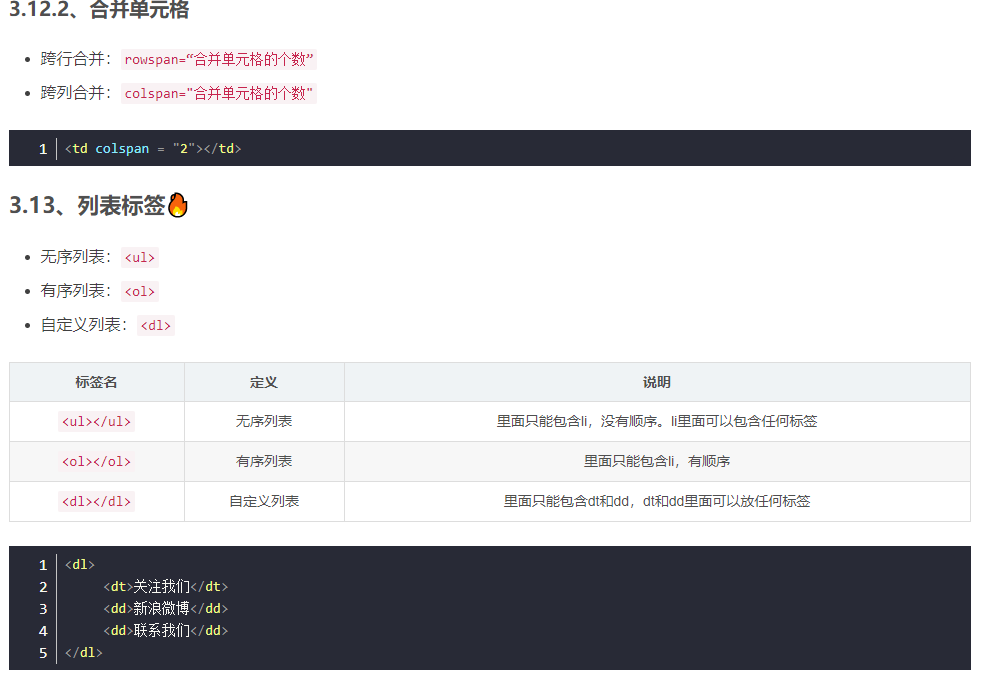 3.12.2、合并单元格
跨行合并： rowspan=“合并单元格的个数”
跨列合并： colspan="合并单元格的个数"
1 <td colspan = "2"></td>
3.13、列表标签🔥
无序列表： <ul>
有序列表： <ol>
自定义列表： <dl>
标签名 定义 说明
<ul></ul> 无序列表 里面只能包含li，没有顺序。li里面可以包含任何标签
<ol></ol> 有序列表 里面只能包含li，有顺序
<dl></dl> 自定义列表 里面只能包含dt和dd，dt和dd里面可以放任何标签
1 <dl>
2 <dt>关注我们</dt>
3 <dd>新浪微博</dd>
4 <dd>联系我们</dd>
5 </dl>